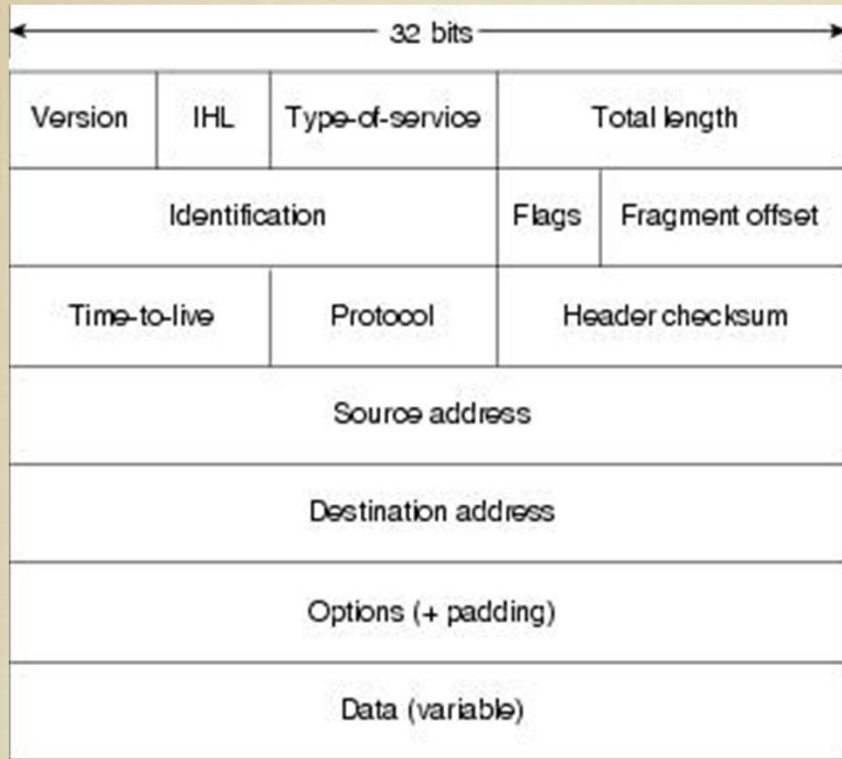 32 bits
Version IHL Type-of-service Total length
Identification Flags Fragment offset
Time-to-live Protocol Header checksum
Source address
Destination address
Options (+ padding)
Data (variable)